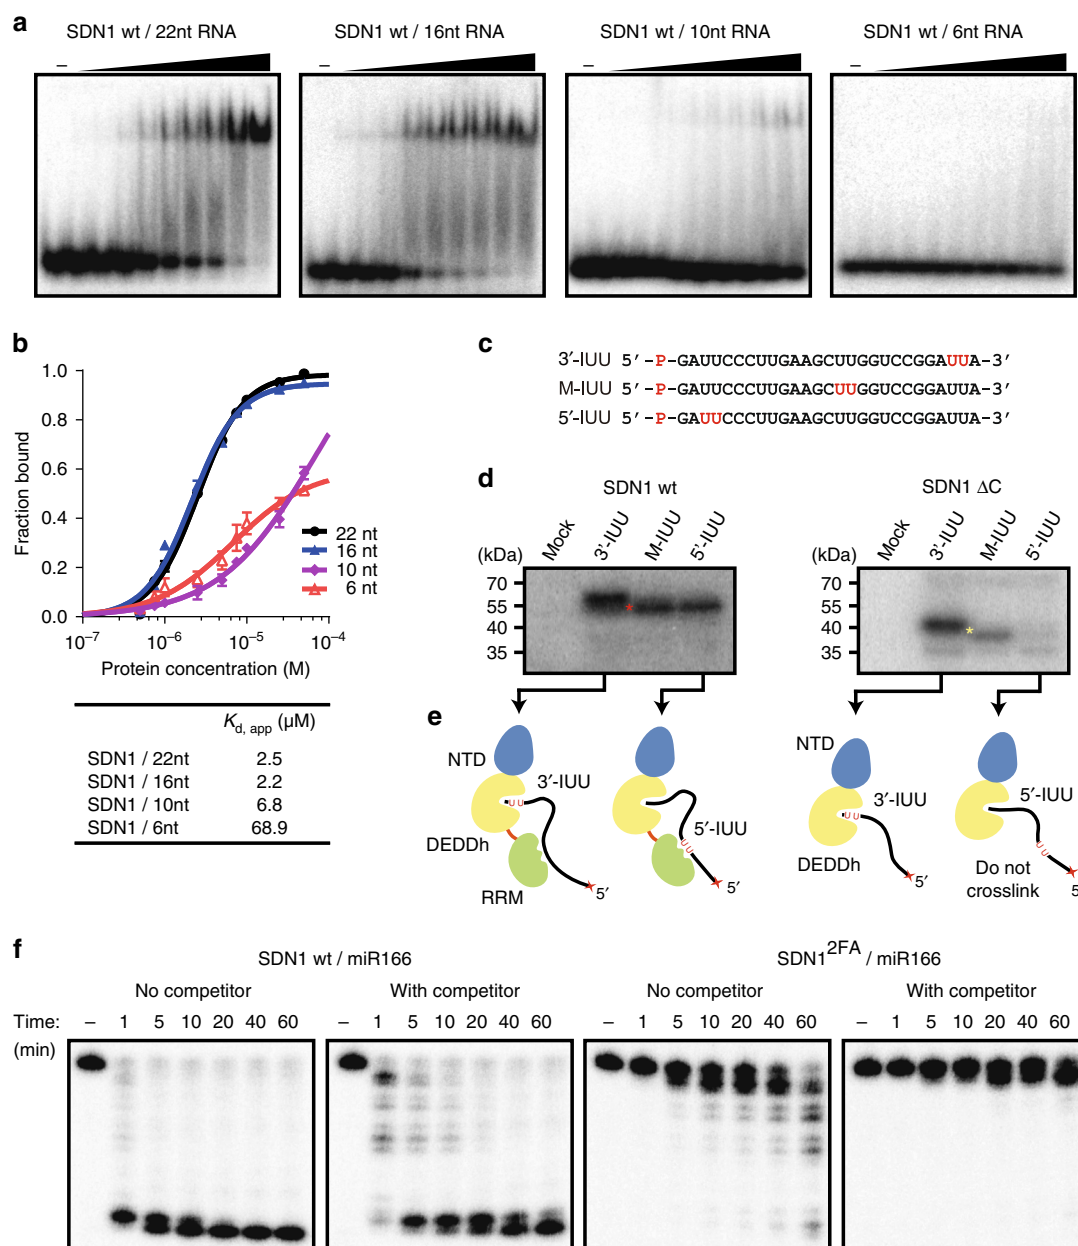 a
SDN1 wt / 22nt RNA
SDN1 wt / 16nt RNA
SDN1 wt / 10nt RNA
SDN1 wt / 6nt RNA
–
–
–
–
b
Fraction bound
1.0
0.8
0.6
0.4
0.2
0.0
10⁻⁷
10⁻⁶
10⁻⁵
10⁻⁴
Protein concentration (M)
22 nt
16 nt
10 nt
6 nt
Kd, app (μM)
SDN1 / 22nt 2.5
SDN1 / 16nt 2.2
SDN1 / 10nt 6.8
SDN1 / 6nt 68.9
c
3′-IUU 5′-P-GAUUCCCUUGAAGCUUGGUCCGGAUUA-3′
M-IUU 5′-P-GAUUCCCUUGAAGCUUGGUCCGGAUUA-3′
5′-IUU 5′-P-GAUUCCCUUGAAGCUUGGUCCGGAUUA-3′
d
SDN1 wt
(kDa)
Mock
3′-IUU
M-IUU
5′-IUU
70
55
40
35
*
SDN1 ΔC
(kDa)
Mock
3′-IUU
M-IUU
5′-IUU
70
55
40
35
*
e
NTD
3′-IUU
UU
DEDDh
RRM
5′
5′-IUU
UU
5′
NTD
3′-IUU
UU
DEDDh
5′
5′-IUU
UU
Do not
crosslink
5
f
SDN1 wt / miR166
SDN1²ᶠᴬ / miR166
No competitor
With competitor
No competitor
With competitor
Time: – 1 5 10 20 40 60 – 1 5 10 20 40 60 – 1 5 10 20 40 60 – 1 5 10 20 40 60
(min)